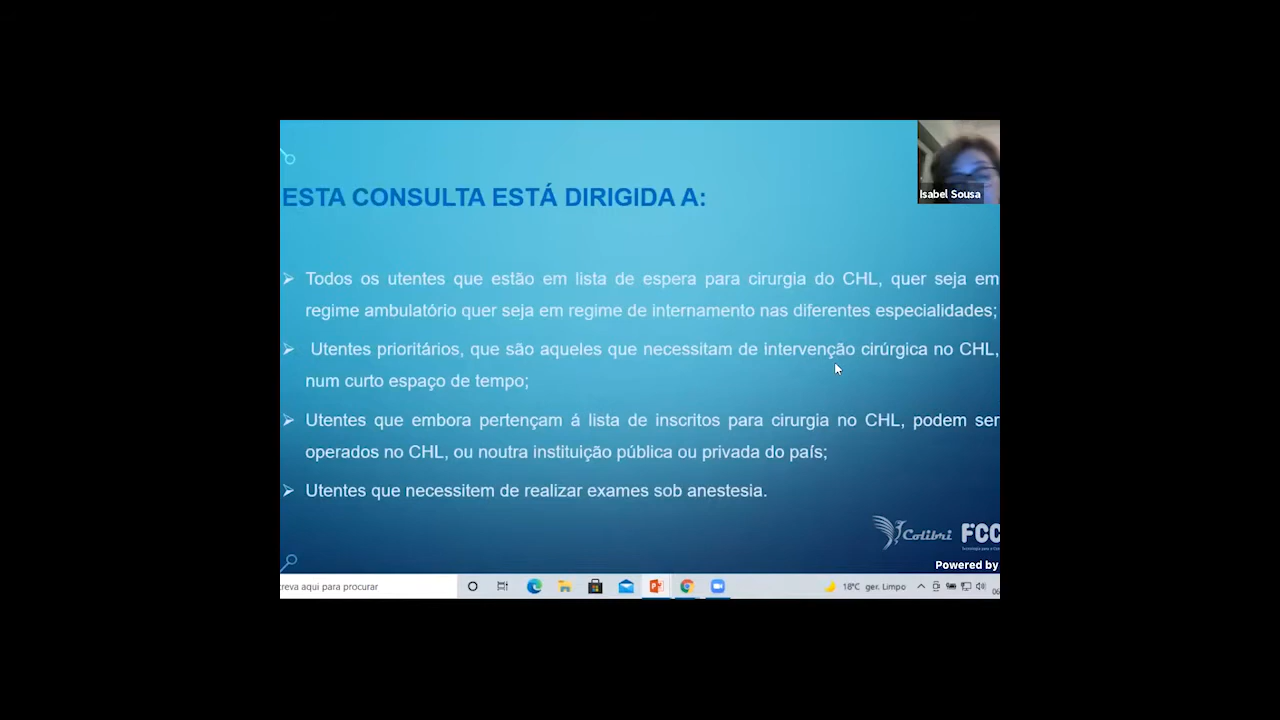 Isabel Sousa
ESTA CONSULTA ESTÁ DIRIGIDA A:
Todos os utentes que estão em lista de espera para cirurgia do CHL, quer seja em
regime ambulatório quer seja em regime de internamento nas diferentes especialidades;
Utentes prioritários, que são aqueles que necessitam de intervenção cirúrgica no CHL,
num curto espaço de tempo;
Utentes que embora pertençam á lista de inscritos para cirurgia no CHL, podem ser
operados no CHL, ou noutra instituição pública ou privada do país;
Utentes que necessitem de realizar exames sob anestesia.
Colibri FCC
Powered by
creva aqui para procurar
18°C ger. Limpo